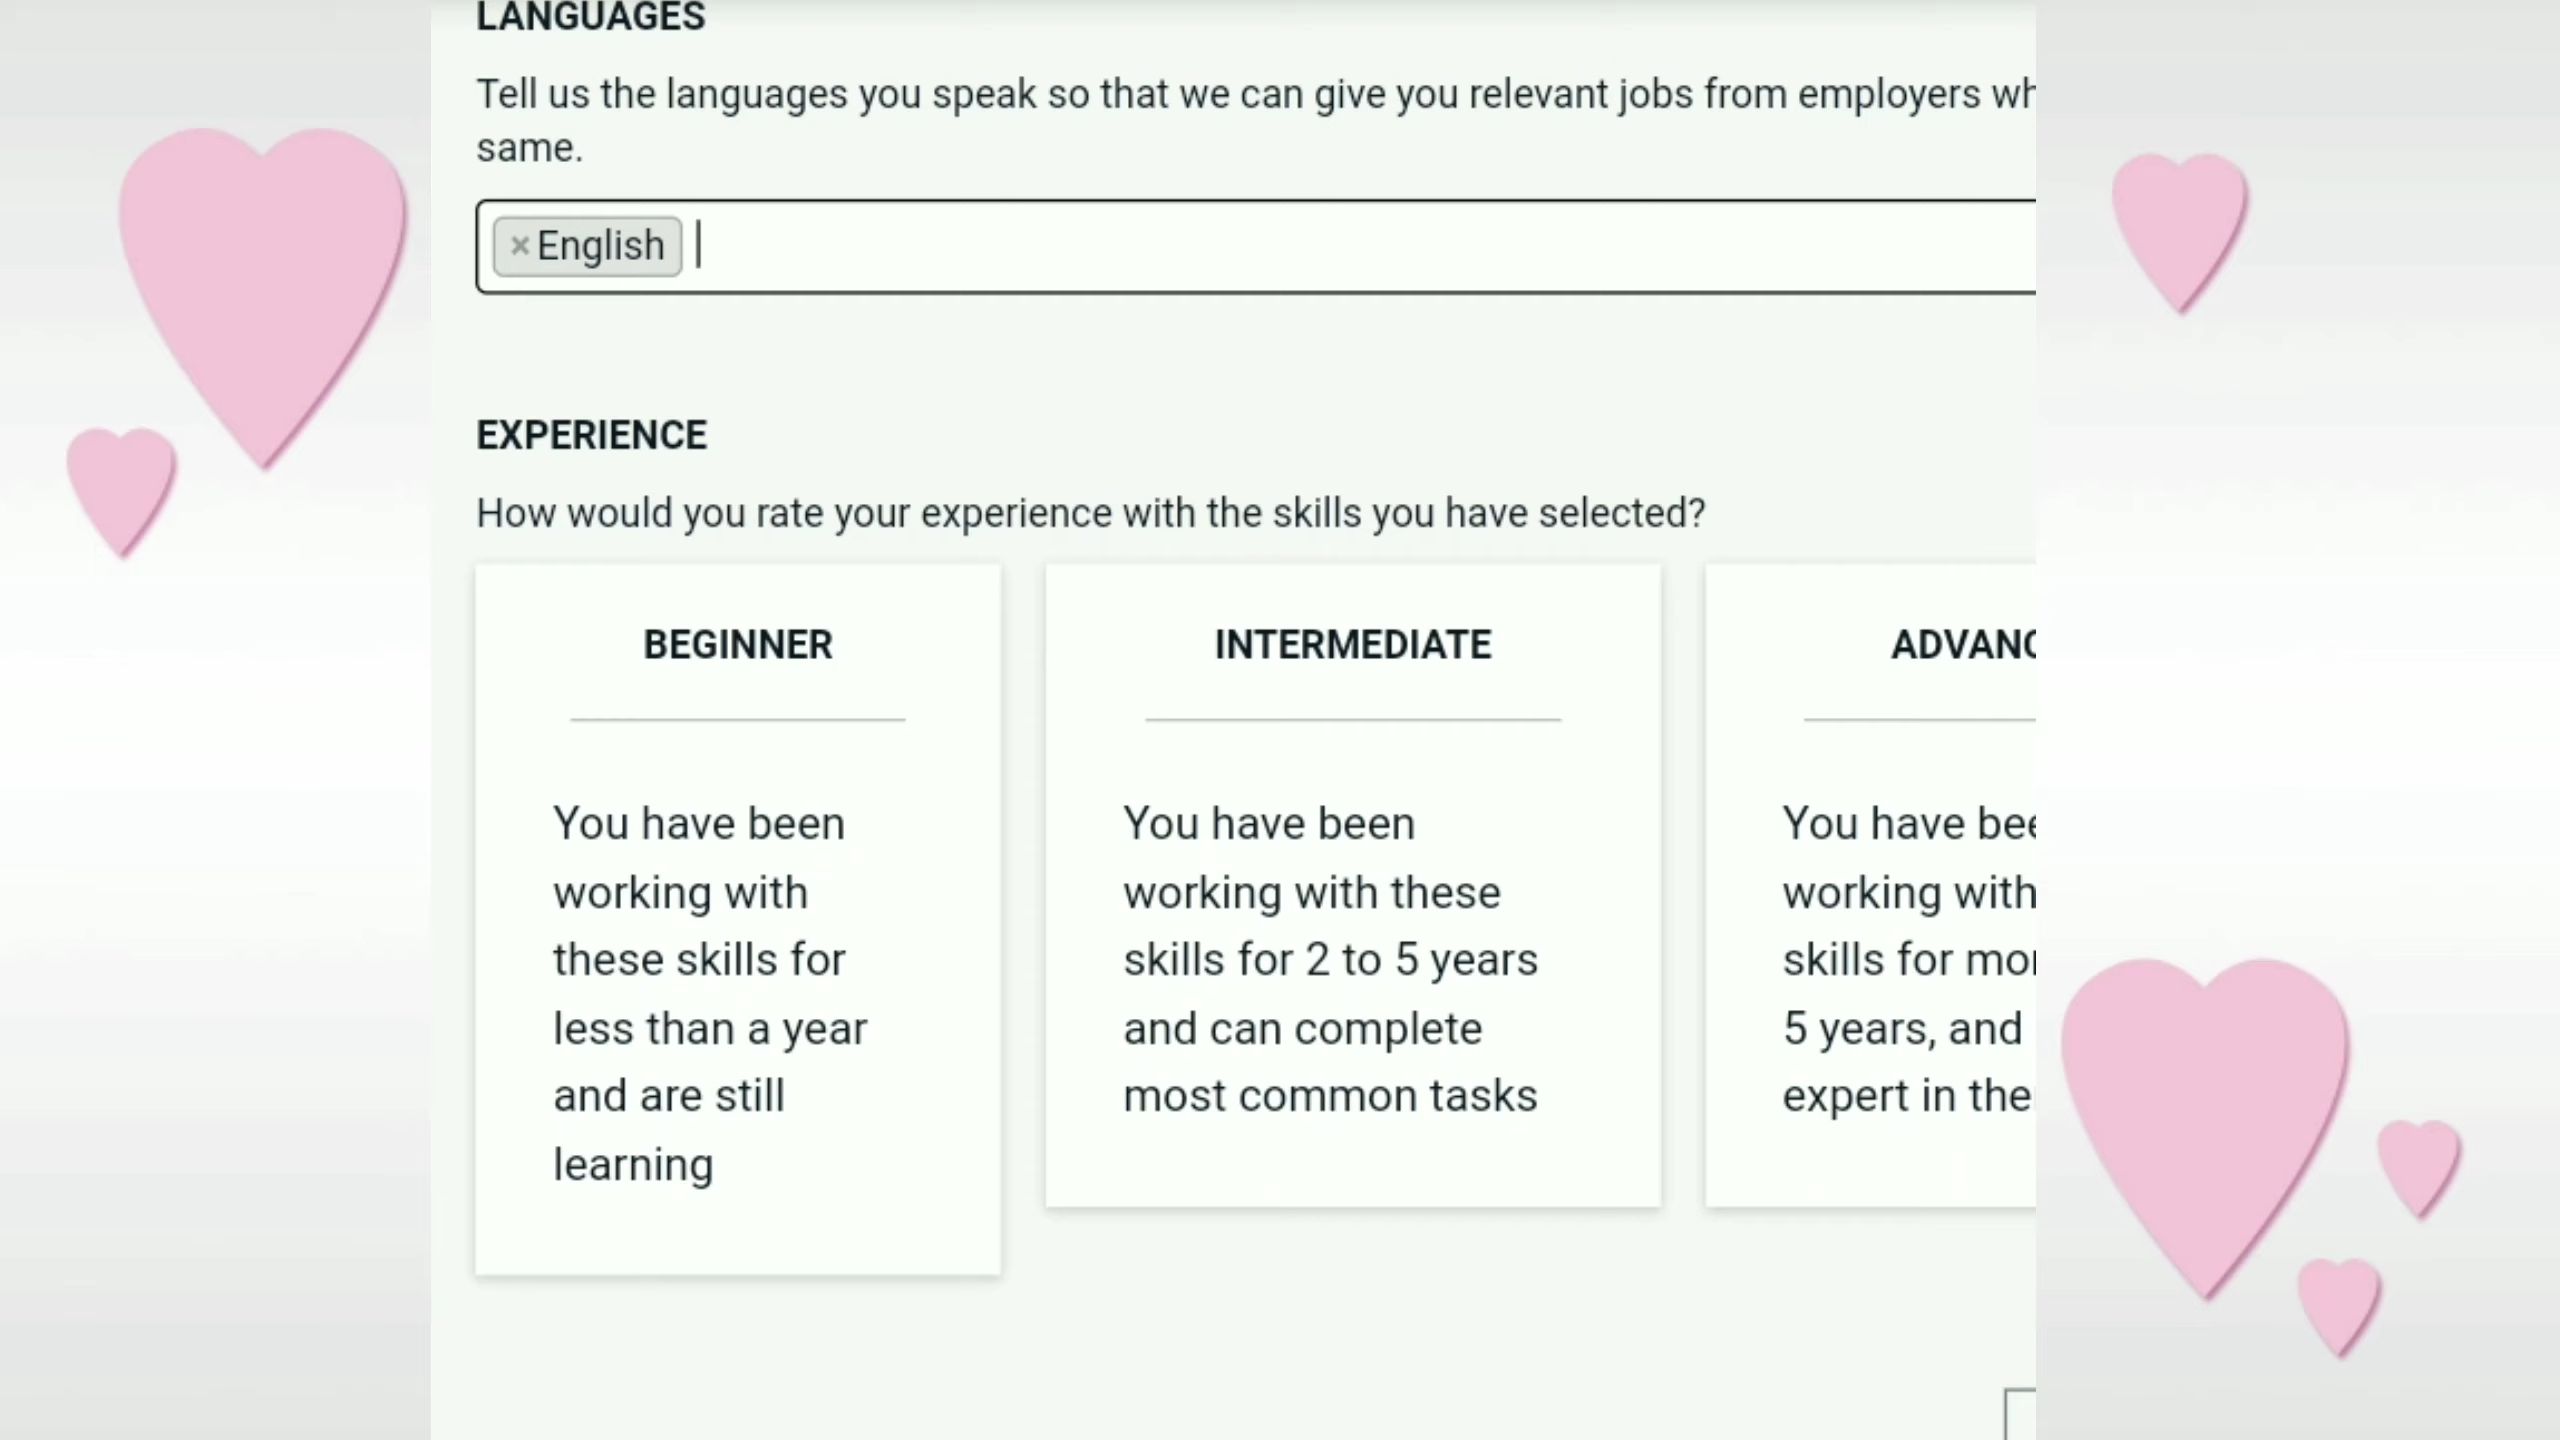 LANGUAGES
Tell us the languages you speak so that we can give you relevant jobs from employers
same.
× English
EXPERIENCE
How would you rate your experience with the skills you have selected?
BEGINNER
You have been
working with
these skills for
less than a year
and are still
learning
INTERMEDIATE
You have been
working with these
skills for 2 to 5 years
and can complete
most common tasks
You have
working with
skills for
5 years, and
expert in